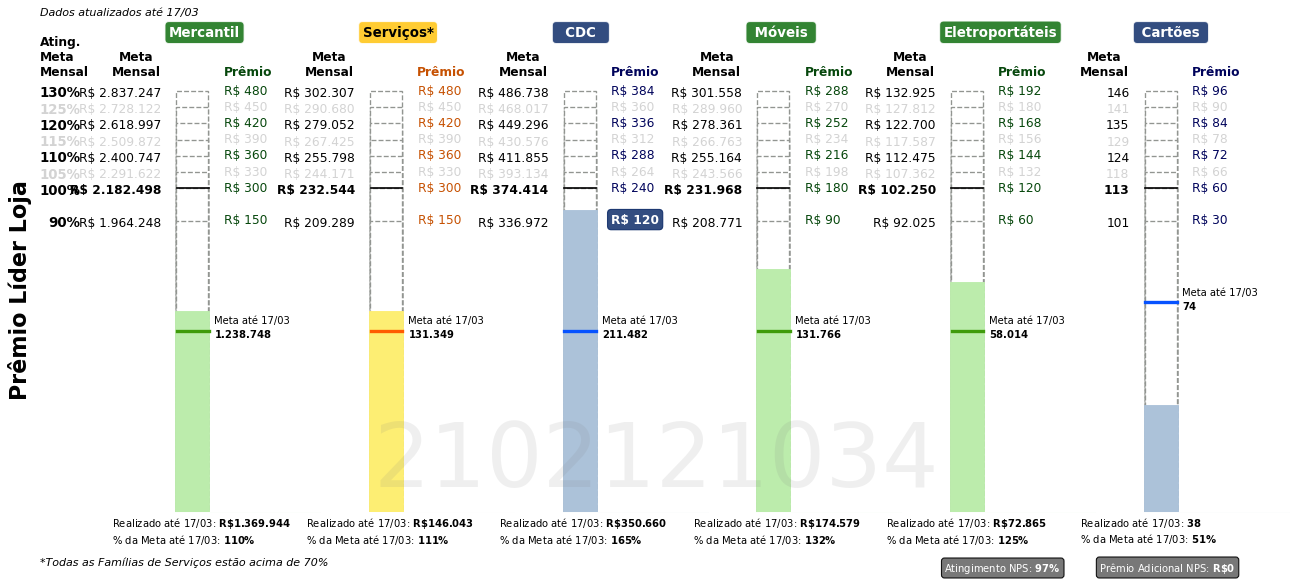 Dados atualizados até 17/03
Mercantil Serviços* CDC Móveis Eletroportáteis Cartões
Ating.
Meta Meta Meta Meta Meta Meta Meta
Mensal Mensal Prêmio Mensal Prêmio Mensal Prêmio Mensal Prêmio Mensal Prêmio Mensal Prêmio
130% R$ 2.837.247 R$ 480 R$ 302.307 R$ 480 R$ 486.738 R$ 384 R$ 301.558 R$ 288 R$ 132.925 R$ 192 146 R$ 96
125% R$ 2.728.122 R$ 450 R$ 290.680 R$ 450 R$ 468.017 R$ 360 R$ 289.960 R$ 270 R$ 127.812 R$ 180 141 R$ 90
120% R$ 2.618.997 R$ 420 R$ 279.052 R$ 420 R$ 449.296 R$ 336 R$ 278.361 R$ 252 R$ 122.700 R$ 168 135 R$ 84
115% R$ 2.509.872 R$ 390 R$ 267.425 R$ 390 R$ 430.576 R$ 312 R$ 266.763 R$ 234 R$ 117.587 R$ 156 129 R$ 78
110% R$ 2.400.747 R$ 360 R$ 255.798 R$ 360 R$ 411.855 R$ 288 R$ 255.164 R$ 216 R$ 112.475 R$ 144 124 R$ 72
105% R$ 2.291.622 R$ 330 R$ 244.171 R$ 330 R$ 393.134 R$ 264 R$ 243.566 R$ 198 R$ 107.362 R$ 132 118 R$ 66
100% R$ 2.182.498 R$ 300 R$ 232.544 R$ 300 R$ 374.414 R$ 240 R$ 231.968 R$ 180 R$ 102.250 R$ 120 113 R$ 60
90% R$ 1.964.248 R$ 150 R$ 209.289 R$ 150 R$ 336.972 R$ 120 R$ 208.771 R$ 90 R$ 92.025 R$ 60 101 R$ 30
Prêmio Líder Loja
Meta até 17/03
74
Meta até 17/03 Meta até 17/03 Meta até 17/03 Meta até 17/03 Meta até 17/03
1.238.748 131.349 211.482 131.766 58.014
2102121034
Realizado até 17/03: R$1.369.944 Realizado até 17/03: R$146.043 Realizado até 17/03: R$350.660 Realizado até 17/03: R$174.579 Realizado até 17/03: R$72.865 Realizado até 17/03: 38
% da Meta até 17/03: 110% % da Meta até 17/03: 111% % da Meta até 17/03: 165% % da Meta até 17/03: 132% % da Meta até 17/03: 125% % da Meta até 17/03: 51%
*Todas as Famílias de Serviços estão acima de 70%
Atingimento NPS: 97% Prêmio Adicional NPS: R$0